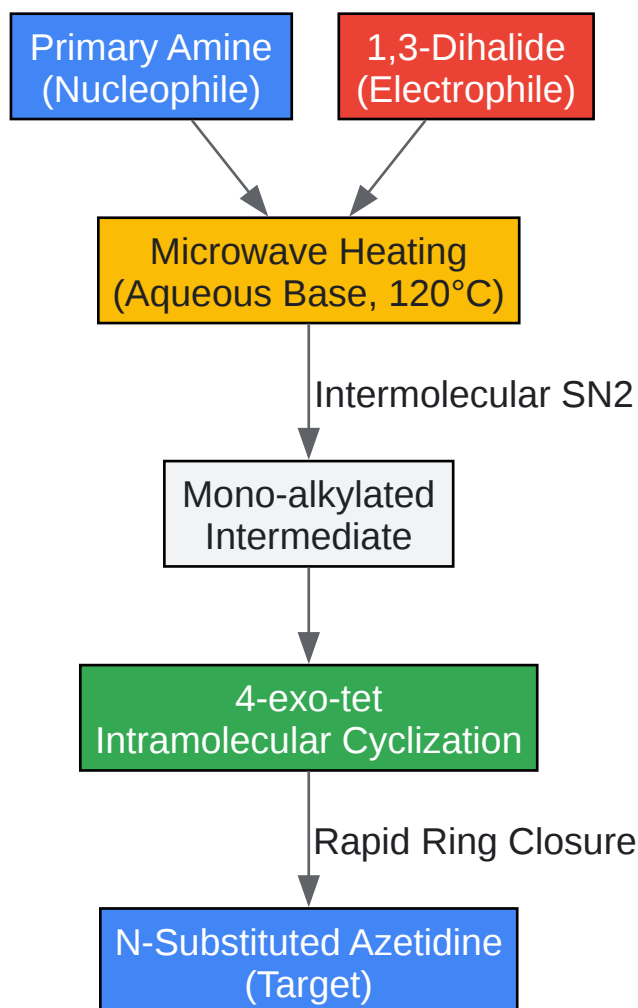 Primary Amine
(Nucleophile)
1,3-Dihalide
(Electrophile)
Microwave Heating
(Aqueous Base, 120°C)
Intermolecular SN2
Mono-alkylated
Intermediate
4-exo-tet
Intramolecular Cyclization
Rapid Ring Closure
N-Substituted Azetidine
(Target)